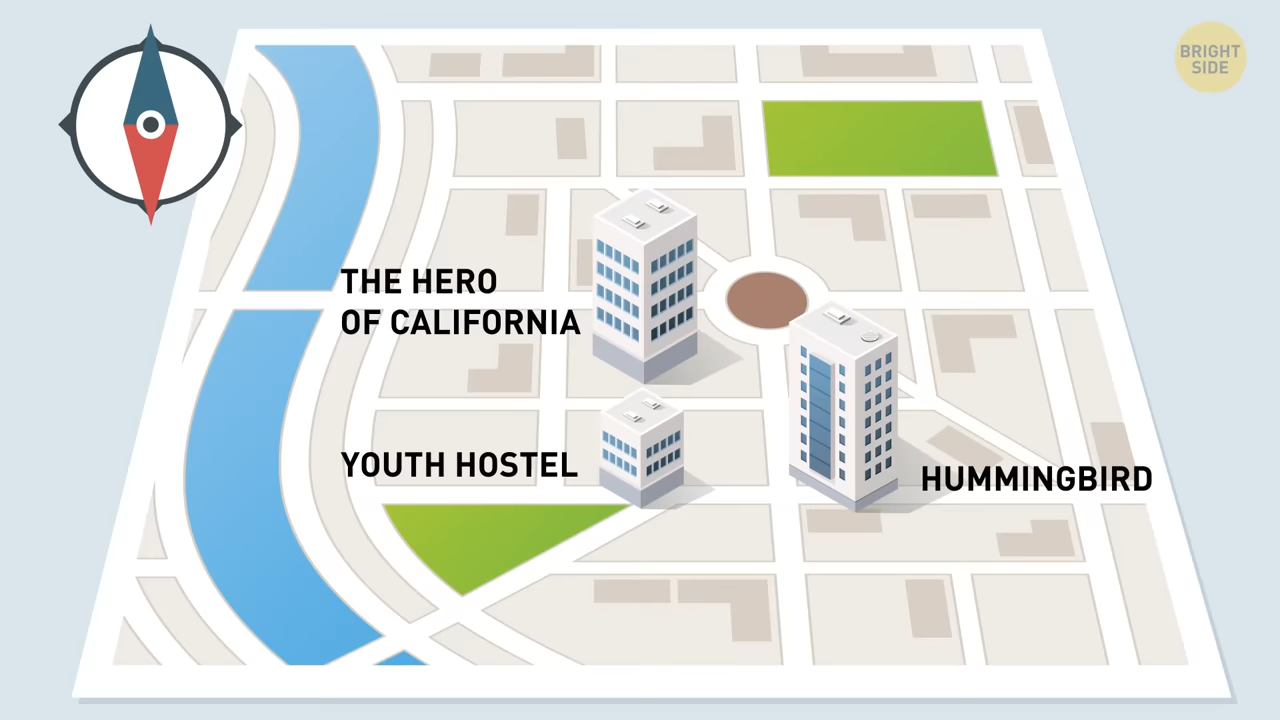 BRIGHT
SIDE
THE HERO
OF CALIFORNIA
YOUTH HOSTEL
HUMMINGBIRD